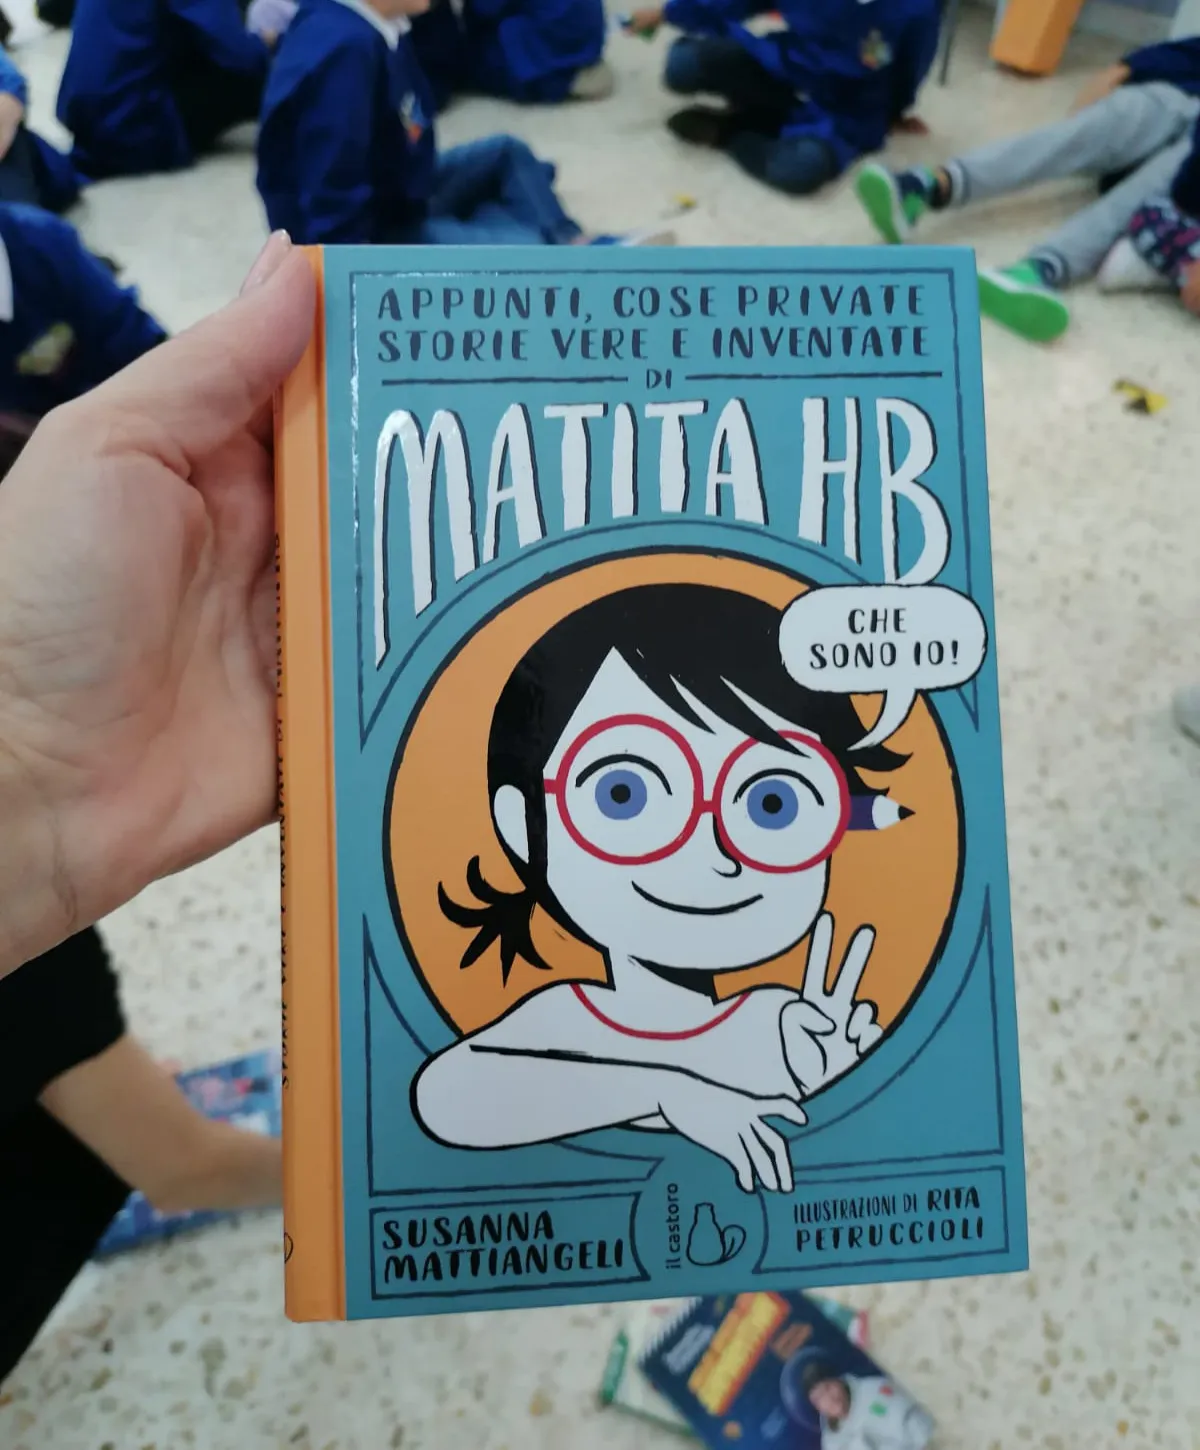 APPUNTI, COSE PRIVATE
STORIE VERE E INVENTATE
DI
MATITA HB
CHE
SONO IO!
SUSANNA
MATTIANGELI
il castoro
ILLUSTRAZIONI DI RITA
PETRUCCIOLI